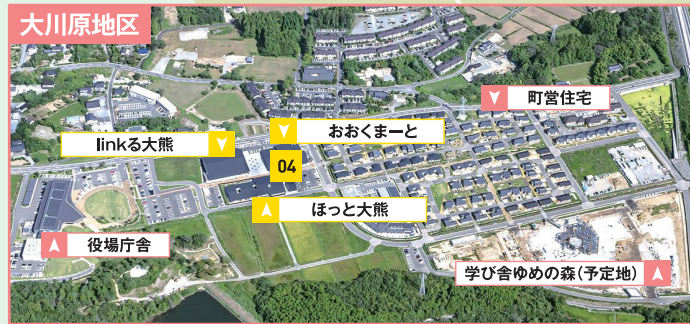 大川原地区
町営住宅
linkる大熊
おおくまーと
04
ほっと大熊
役場庁舎
学び舎ゆめの森(予定地)